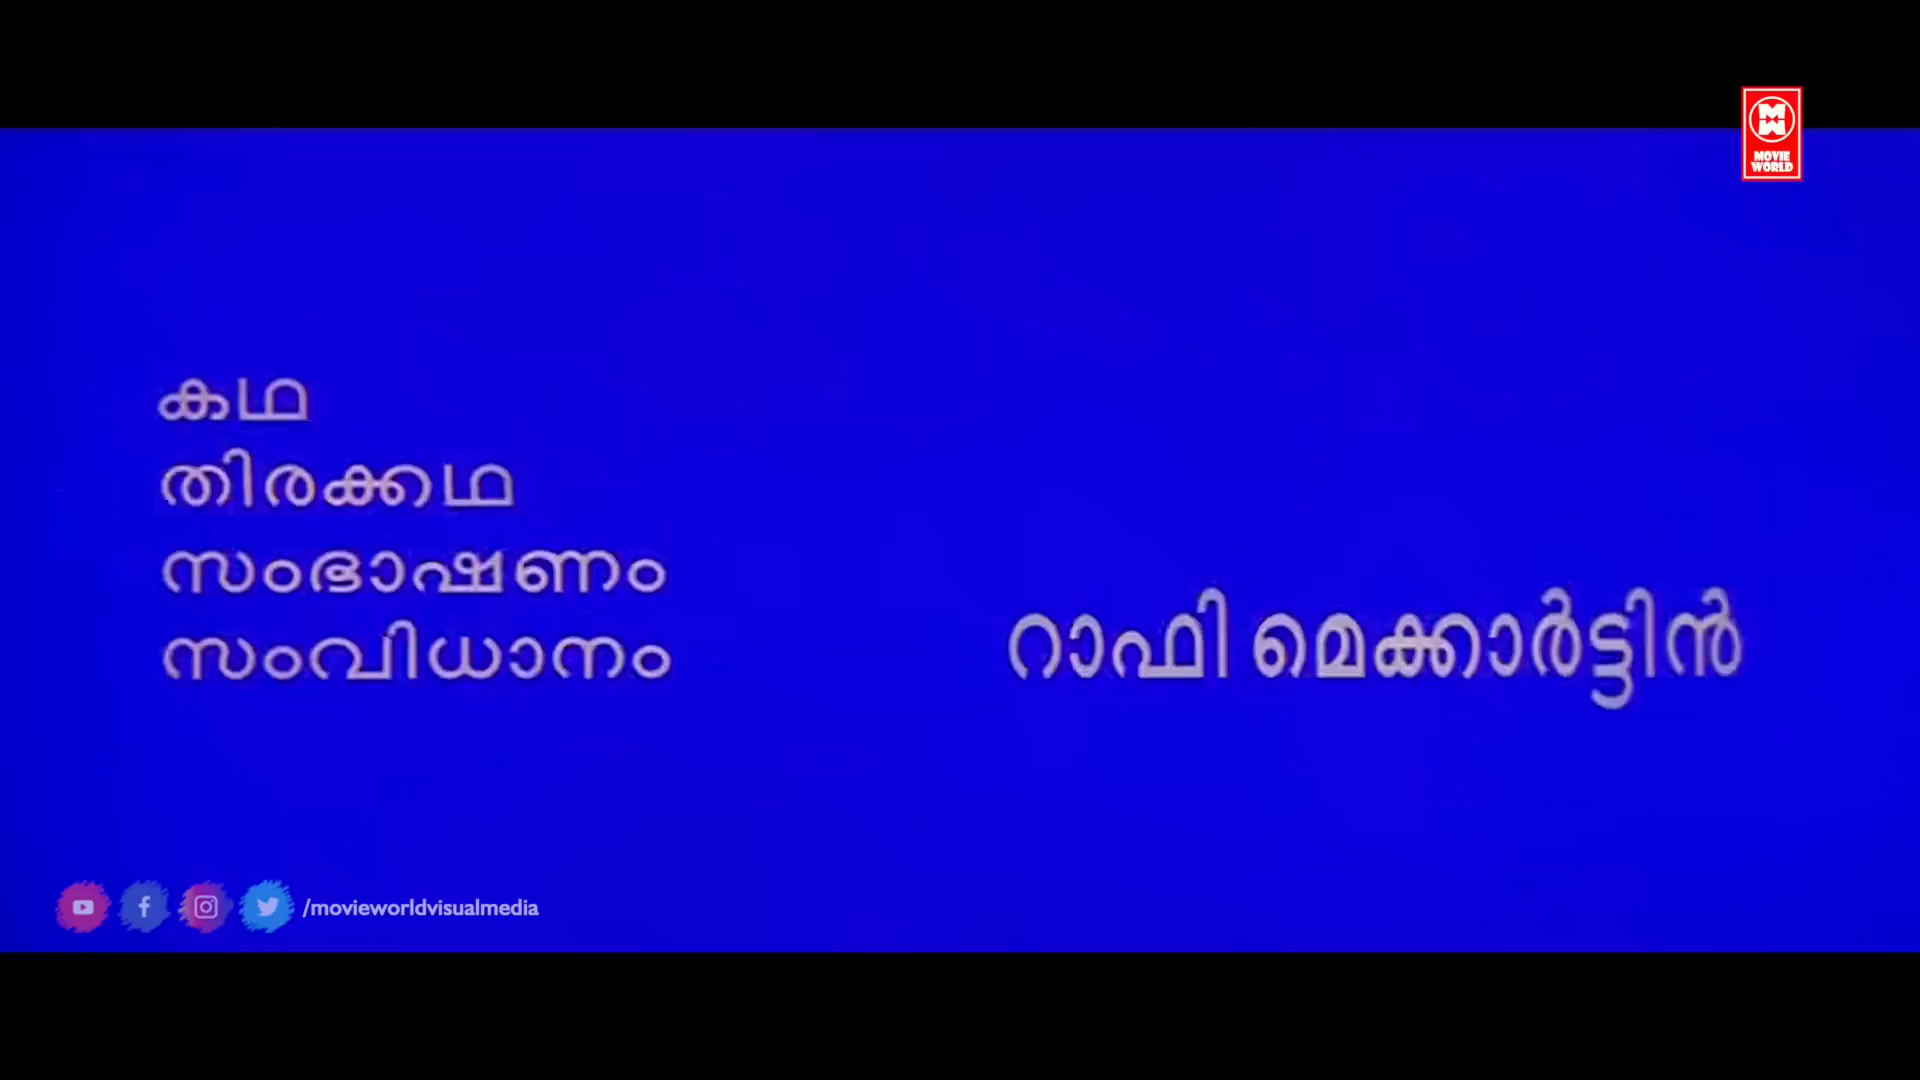 MOVIE
WORLD
കഥ
തിരക്കഥ
സംഭാഷണം
സംവിധാനം
റാഫി മെക്കാർട്ടിൻ
/movieworldvisualmedia